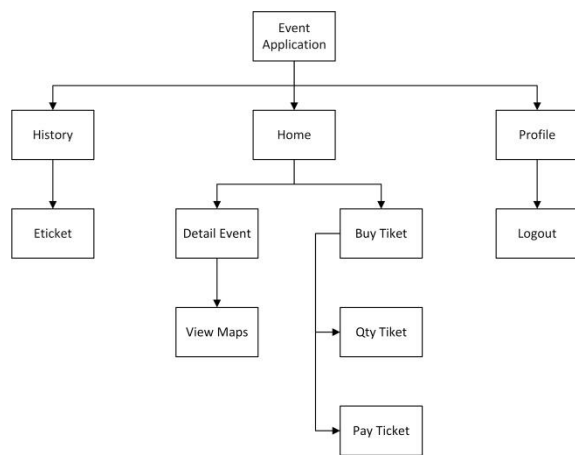 Event
Application
History
Home
Profile
Eticket
Detail Event
Buy Tiket
Logout
View Maps
Qty Tiket
Pay Ticket